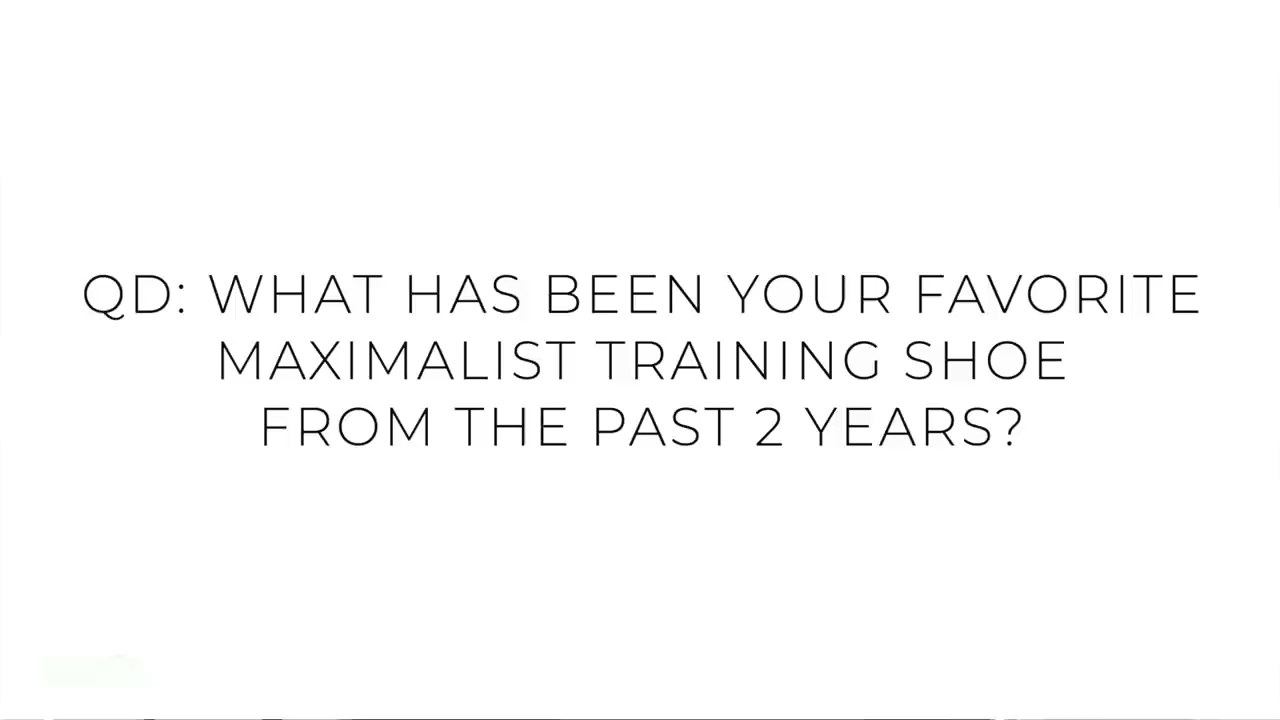 QD: WHAT HAS BEEN YOUR FAVORITE
MAXIMALIST TRAINING SHOE
FROM THE PAST 2 YEARS?